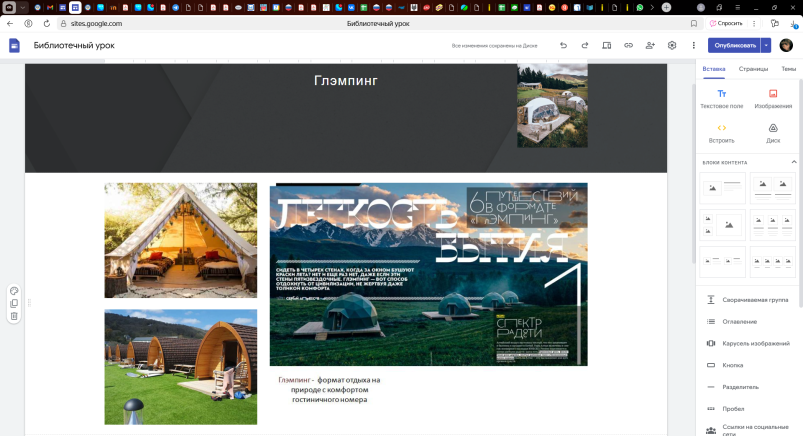 sites.google.com
Библиотечный урок
Спросить
Библиотечный урок
Все изменения сохранены на Диске
Опубликовать
Глэмпинг
6 ПУТЕШЕСТВИЙ
В ФОРМАТЕ
«ГЛЭМПИНГ»
ЛЕГКОСТЬ
БЫТИЯ
СИДЕТЬ В ЧЕТЫРЕХ СТЕНАХ, КОГДА ЗА ОКНОМ БУШУЮТ
КРАСКИ ЛЕТА? НЕТ И ЕЩЕ РАЗ НЕТ, ДАЖЕ ЕСЛИ ЭТИ
СТЕНЫ ПЯТИЗВЕЗДОЧНЫЕ. ГЛЭМПИНГ — ВОТ СПОСОБ
ОТДОХНУТЬ ОТ ЦИВИЛИЗАЦИИ, НЕ ЖЕРТВУЯ ДАЖЕ
ТОЛИКОЙ КОМФОРТА
1
СПЕКТР
РАДОСТИ
Глэмпинг - формат отдыха на
природе с комфортом
гостиничного номера
Вставка
Страницы
Темы
Текстовое поле
Изображения
Встроить
Диск
БЛОКИ КОНТЕНТА
Сворачиваемая группа
Оглавление
Карусель изображений
Кнопка
Разделитель
Пробел
Ссылки на социальные
сети